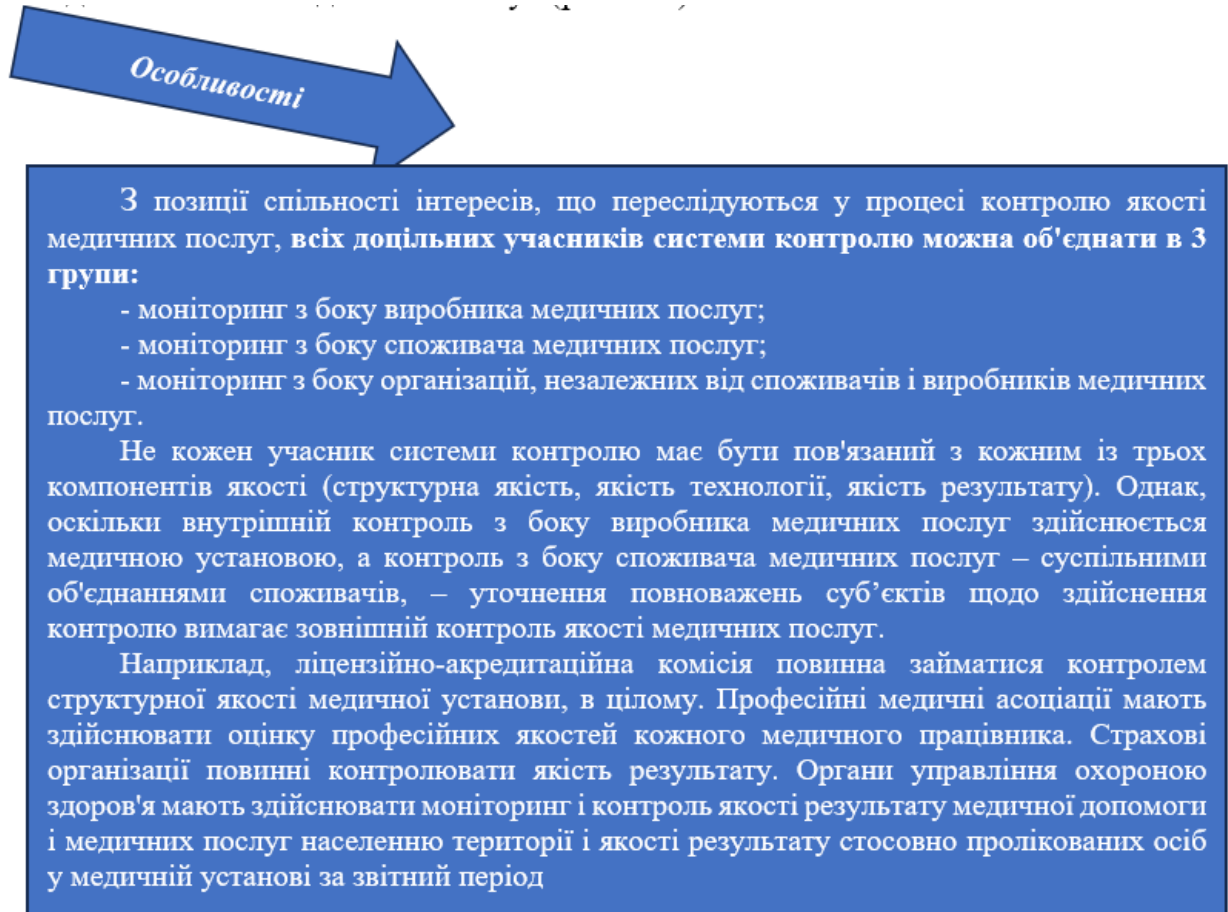 Особливості
З позиції спільності інтересів, що переслідуються у процесі контролю якості
медичних послуг, всіх доцільних учасників системи контролю можна об'єднати в 3
групи:
- моніторинг з боку виробника медичних послуг;
- моніторинг з боку споживача медичних послуг;
- моніторинг з боку організацій, незалежних від споживачів і виробників медичних
послуг.
Не кожен учасник системи контролю має бути пов'язаний з кожним із трьох
компонентів якості (структурна якість, якість технології, якість результату). Однак,
оскільки внутрішній контроль з боку виробника медичних послуг здійснюється
медичною установою, а контроль з боку споживача медичних послуг – суспільними
об'єднаннями споживачів, – уточнення повноважень суб’єктів щодо здійснення
контролю вимагає зовнішній контроль якості медичних послуг.
Наприклад, ліцензійно-акредитаційна комісія повинна займатися контролем
структурної якості медичної установи, в цілому. Професійні медичні асоціації мають
здійснювати оцінку професійних якостей кожного медичного працівника. Страхові
організації повинні контролювати якість результату. Органи управління охороною
здоров'я мають здійснювати моніторинг і контроль якості результату медичної допомоги
і медичних послуг населенню території і якості результату стосовно пролікованих осіб
у медичній установі за звітний період